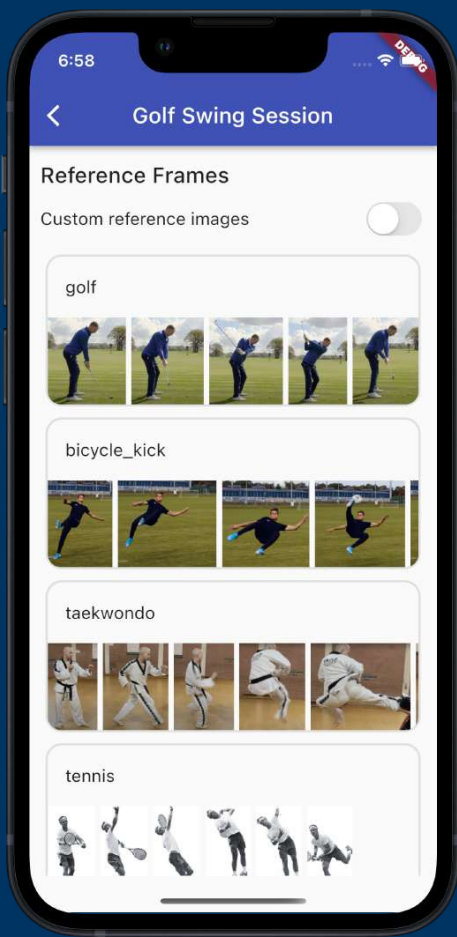 6:58
DEBUG
Golf Swing Session
Reference Frames
Custom reference images
golf
bicycle_kick
taekwondo
tennis